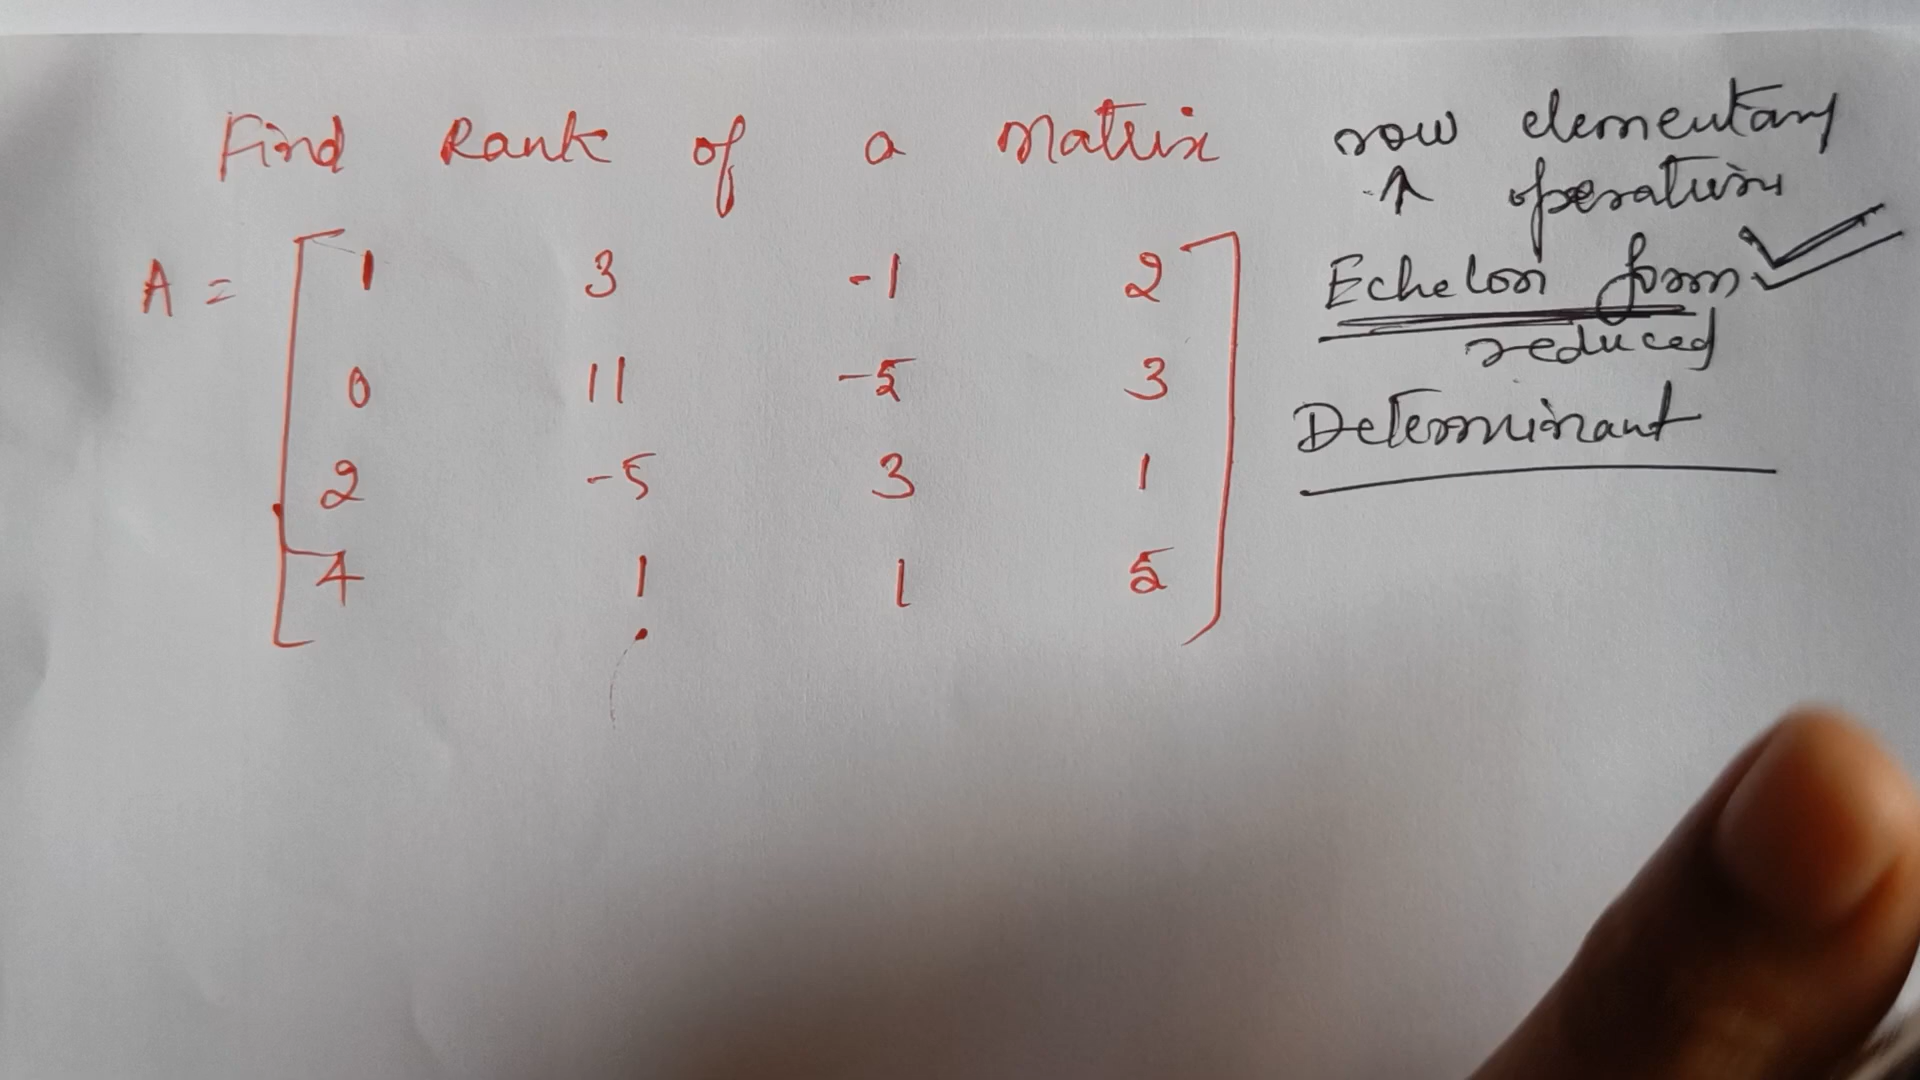 Find Rank of a Matrix
A = 1 3 -1 2
0 11 -5 3
2 -5 3 1
4 1 1 5
row elementary
↑ operations
Echelon form
reduced
Determinant